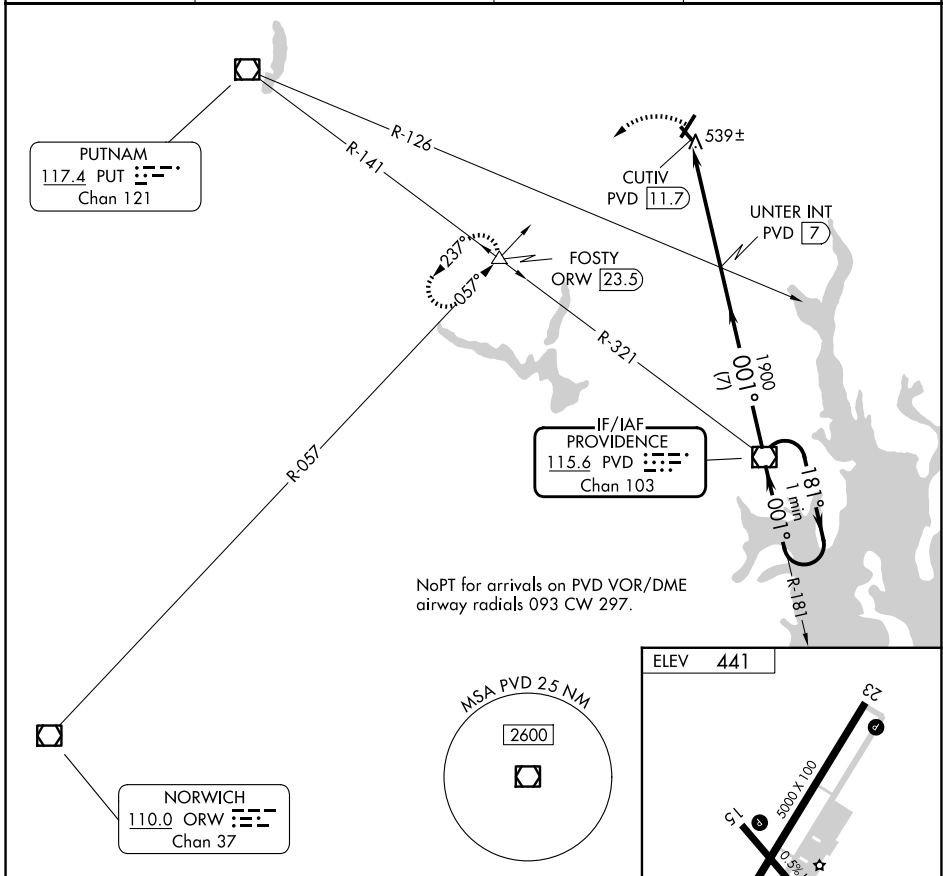 PUTNAM
117.4 PUT
Chan 121
R-126
R-141
539±
CUTIV
PVD 11.7
UNTER INT
PVD 7
237°
057°
FOSTY
ORW 23.5
R-321
1900
001°
(7)
IF/IAF
PROVIDENCE
115.6 PVD
Chan 103
181°
1 min
001°
R-181
R-057
NoPT for arrivals on PVD VOR/DME
airway radials 093 CW 297.
MSA PVD 25 NM
2600
NORWICH
110.0 ORW
Chan 37
ELEV 441
23
P
5000 X 100
15
P
0.5%